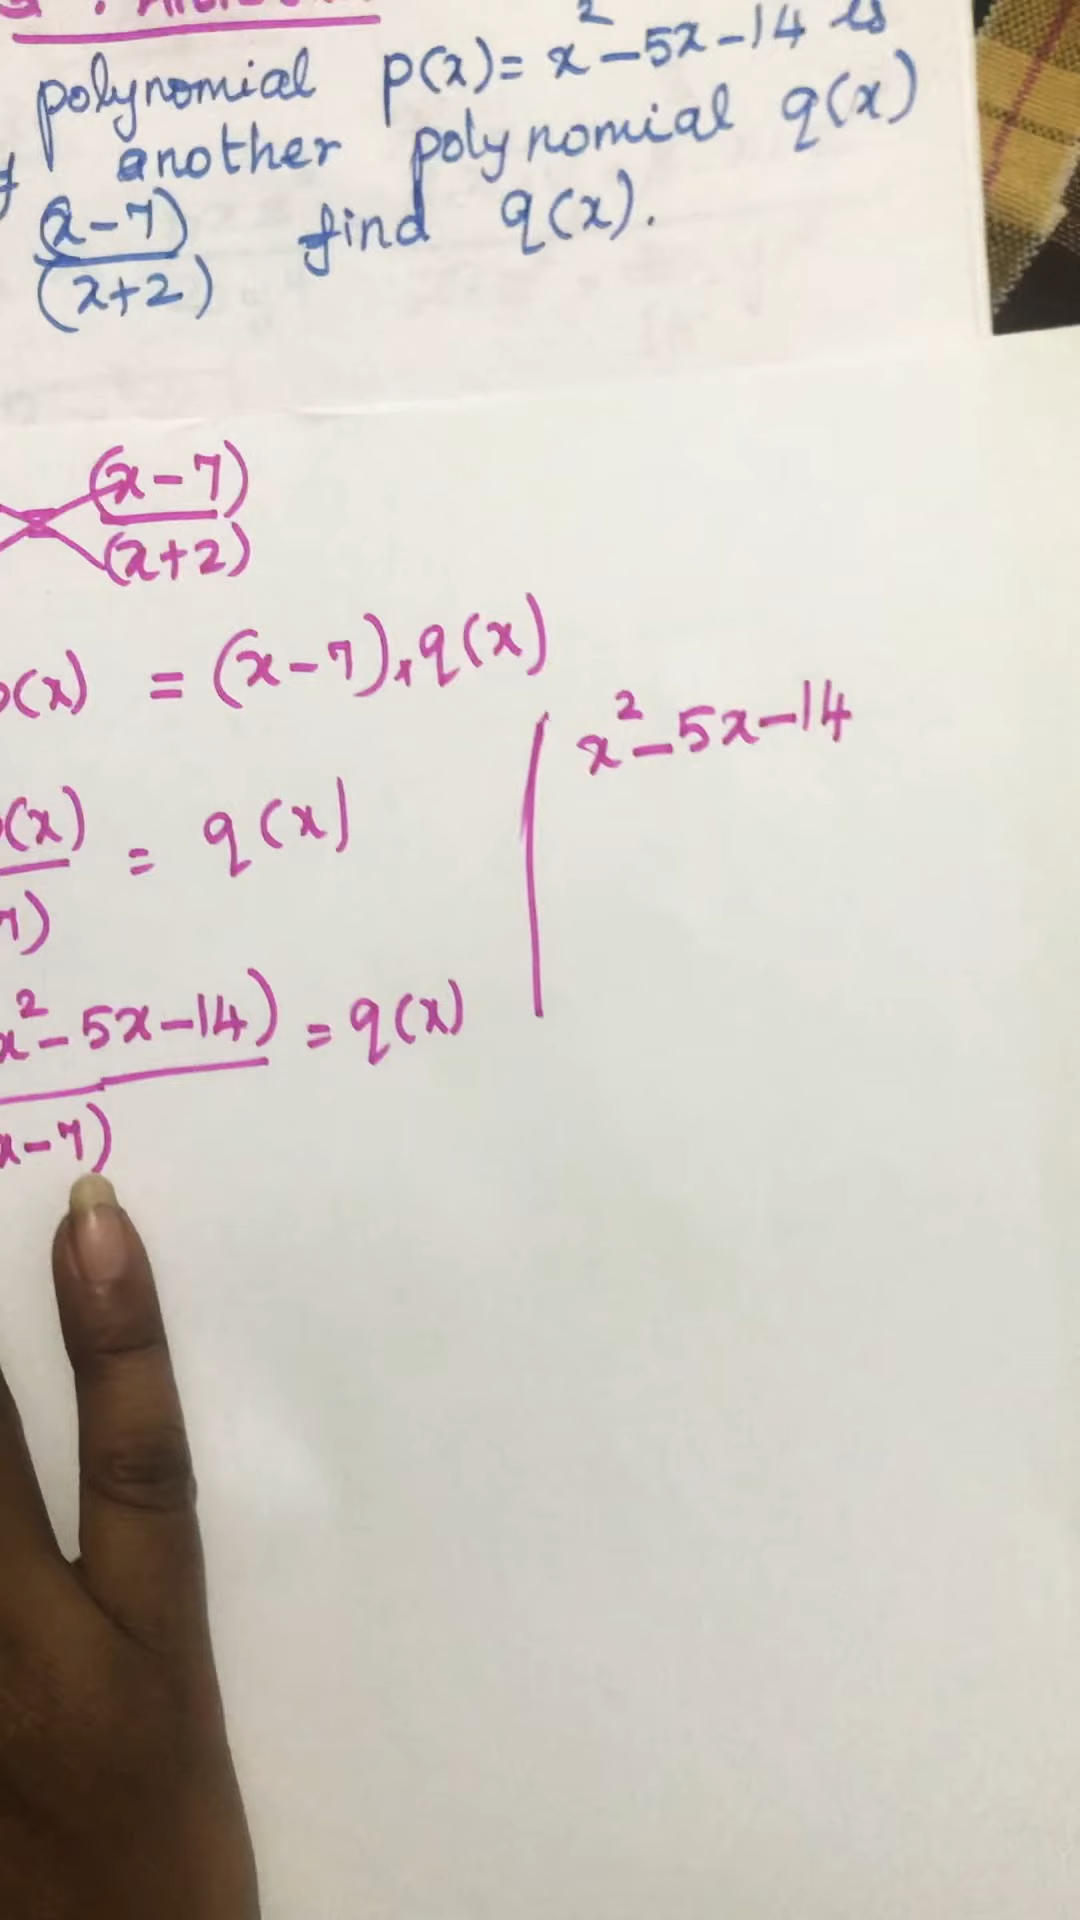 polynomial p(x) = x² - 5x - 14 is
another polynomial q(x)
(x-7)
(x+2) find q(x).
(x-7)
(x+2)
(x) = (x-7) × q(x)
x² - 5x - 14
(x) = q(x)
7)
x² - 5x - 14) = q(x)
x-7)